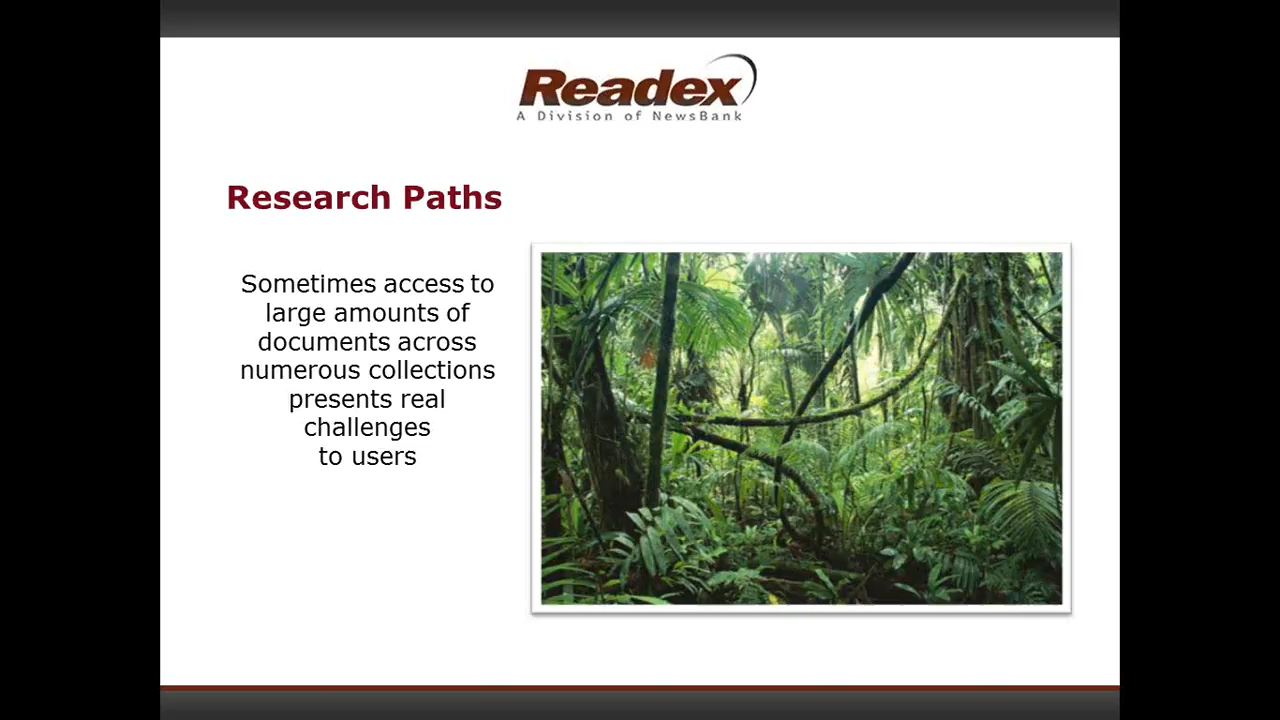 Readex
A Division of NewsBank
Research Paths
Sometimes access to
large amounts of
documents across
numerous collections
presents real
challenges
to users